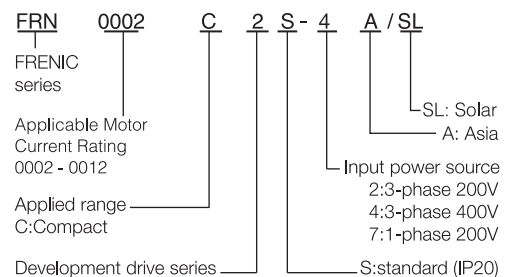 FRN 0002 C 2 S - 4 A / SL
FRENIC
series
SL: Solar
A: Asia
Applicable Motor
Current Rating
0002 - 0012
Input power source
2:3-phase 200V
4:3-phase 400V
7:1-phase 200V
Applied range
C:Compact
Development drive series
S:standard (IP20)